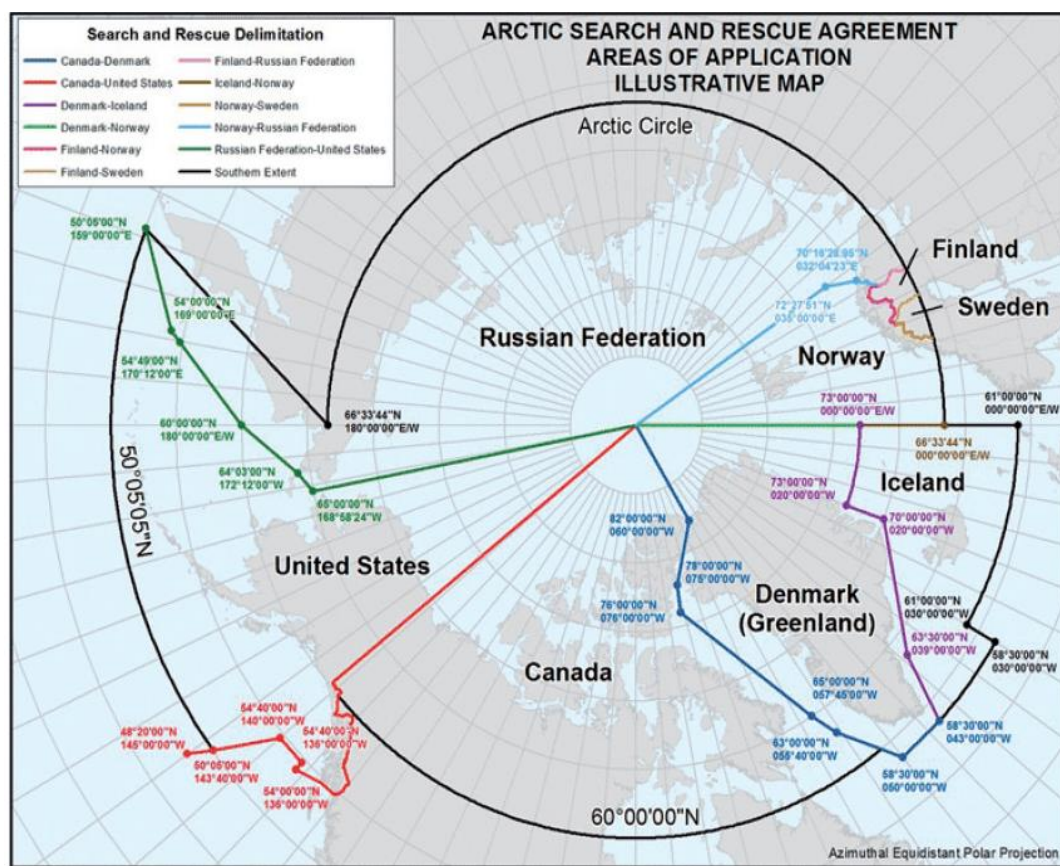 ARCTIC SEARCH AND RESCUE AGREEMENT
AREAS OF APPLICATION
ILLUSTRATIVE MAP
Search and Rescue Delimitation
Canada-Denmark
Canada-United States
Denmark-Iceland
Denmark-Norway
Finland-Norway
Finland-Sweden
Finland-Russian Federation
Iceland-Norway
Norway-Sweden
Norway-Russian Federation
Russian Federation-United States
Southern Extent
Arctic Circle
50°05'00"N
159°00'00"E
54°00'00"N
169°00'00"E
54°49'00"N
170°12'00"E
60°00'00"N
180°00'00"E/W
64°03'00"N
172°12'00"W
65°00'00"N
168°58'24"W
66°33'44"N
180°00'00"E/W
50°05'05"N
Russian Federation
032°04'23"E
72°27'51"N
035°00'00"E
Finland
Sweden
Norway
73°00'00"N
000°00'00"E/W
61°00'00"N
000°00'00"E/W
66°33'44"N
000°00'00"E/W
Iceland
73°00'00"N
020°00'00"W
70°00'00"N
020°00'00"W
United States
82°00'00"N
060°00'00"W
78°00'00"N
075°00'00"W
76°00'00"N
076°00'00"W
Denmark
(Greenland)
61°00'00"N
030°00'00"W
63°30'00"N
039°00'00"W
58°30'00"N
030°00'00"W
Canada
65°00'00"N
057°45'00"W
63°00'00"N
055°40'00"W
58°30'00"N
043°00'00"W
58°30'00"N
050°00'00"W
48°20'00"N
145°00'00"W
54°40'00"N
140°00'00"W
54°40'00"N
136°00'00"W
50°05'00"N
143°40'00"W
54°00'00"N
136°00'00"W
60°00'00"N
Azimuthal Equidistant Polar Projection